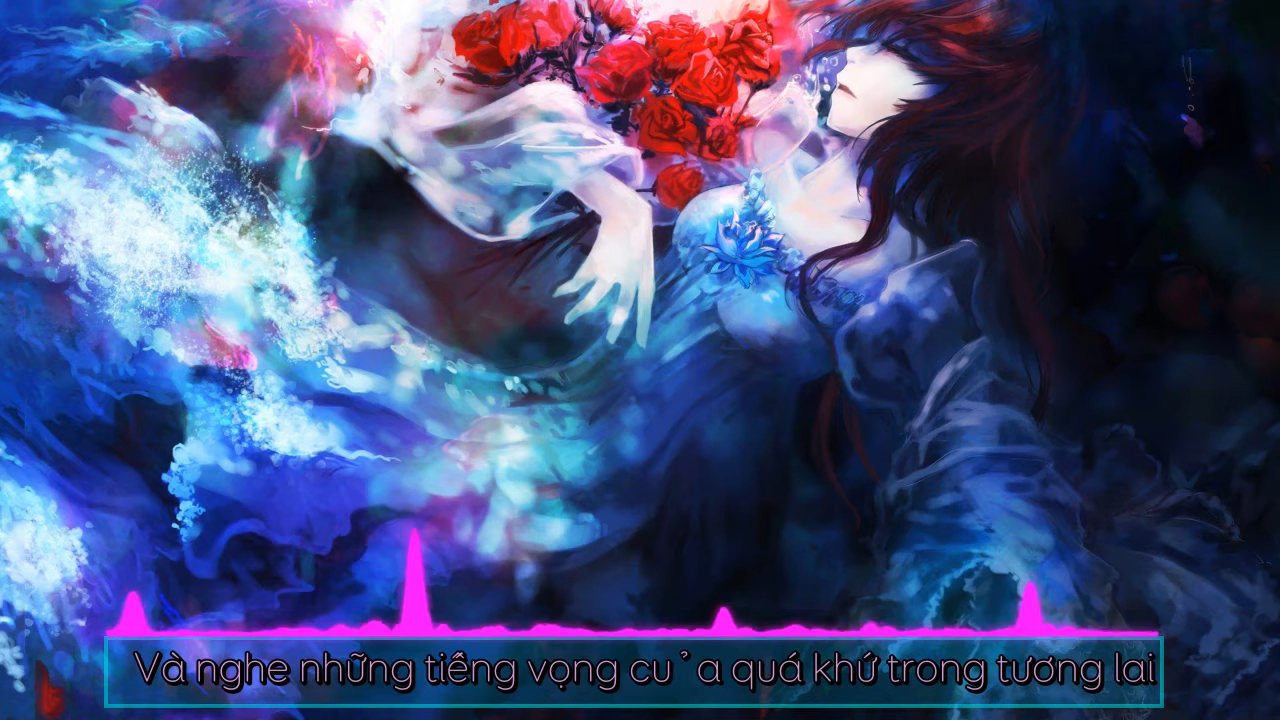 Và nghe những tiếng vọng cu ̉ a quá khứ trong tương lai